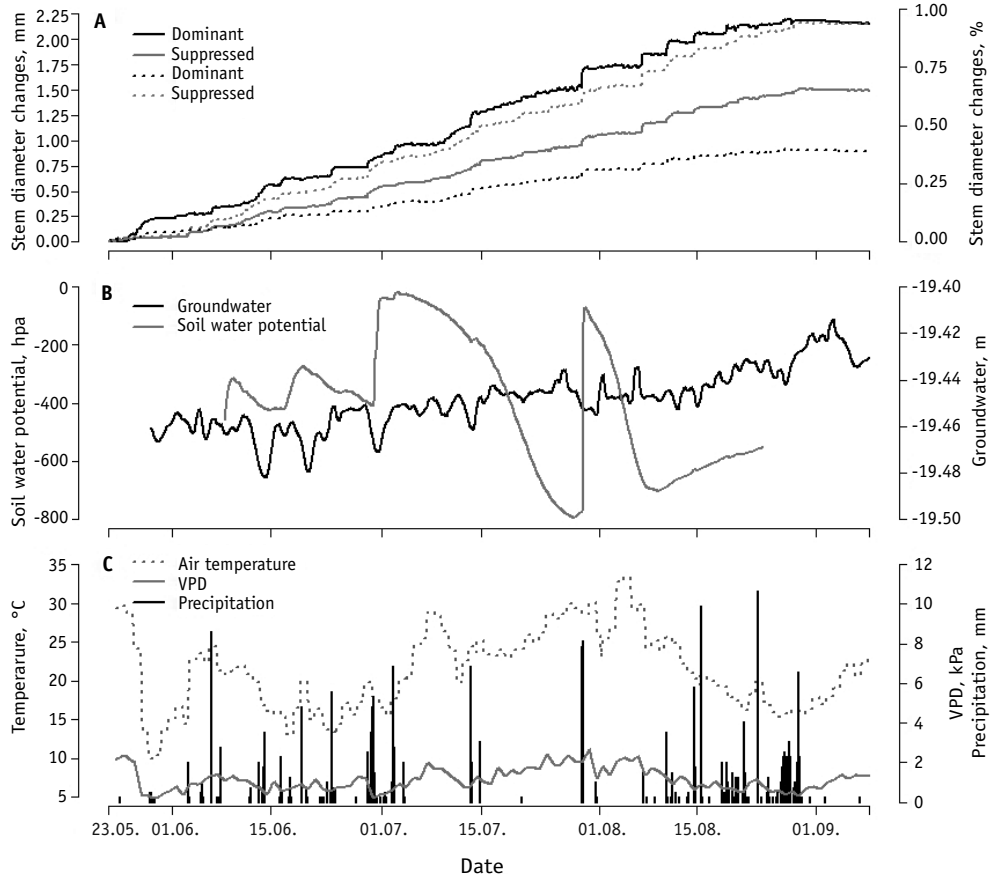 A
Stem diameter changes, mm
2.25
2.00
1.75
1.50
1.25
1.00
0.75
0.50
0.25
0.00
Dominant
Suppressed
Dominant
Suppressed
1.00
0.75
0.50
0.25
0.00
Stem diameter changes, %
B
Soil water potential, hpa
0
-200
-400
-600
-800
Groundwater
Soil water potential
-19.40
-19.42
-19.44
-19.46
-19.48
-19.50
Groundwater, m
C
Temperarure, °C
35
30
25
20
15
10
5
Air temperature
VPD
Precipitation
12
10
8
6
4
2
0
VPD, kPa
Precipitation, mm
23.05. 01.06. 15.06. 01.07. 15.07. 01.08. 15.08. 01.09.
Date